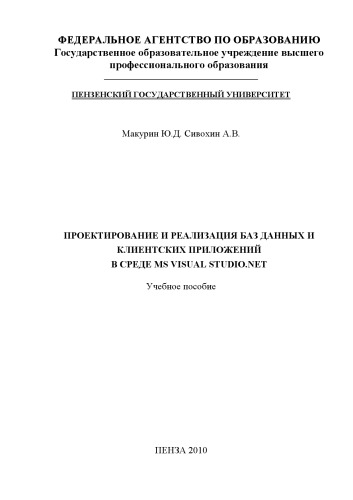 ФЕДЕРАЛЬНОЕ АГЕНТСТВО ПО ОБРАЗОВАНИЮ
Государственное образовательное учреждение высшего
профессионального образования
ПЕНЗЕНСКИЙ ГОСУДАРСТВЕННЫЙ УНИВЕРСИТЕТ
Макурин Ю.Д. Сивохин А.В.
ПРОЕКТИРОВАНИЕ И РЕАЛИЗАЦИЯ БАЗ ДАННЫХ И
КЛИЕНТСКИХ ПРИЛОЖЕНИЙ
В СРЕДЕ MS VISUAL STUDIO.NET
Учебное пособие
ПЕНЗА 2010